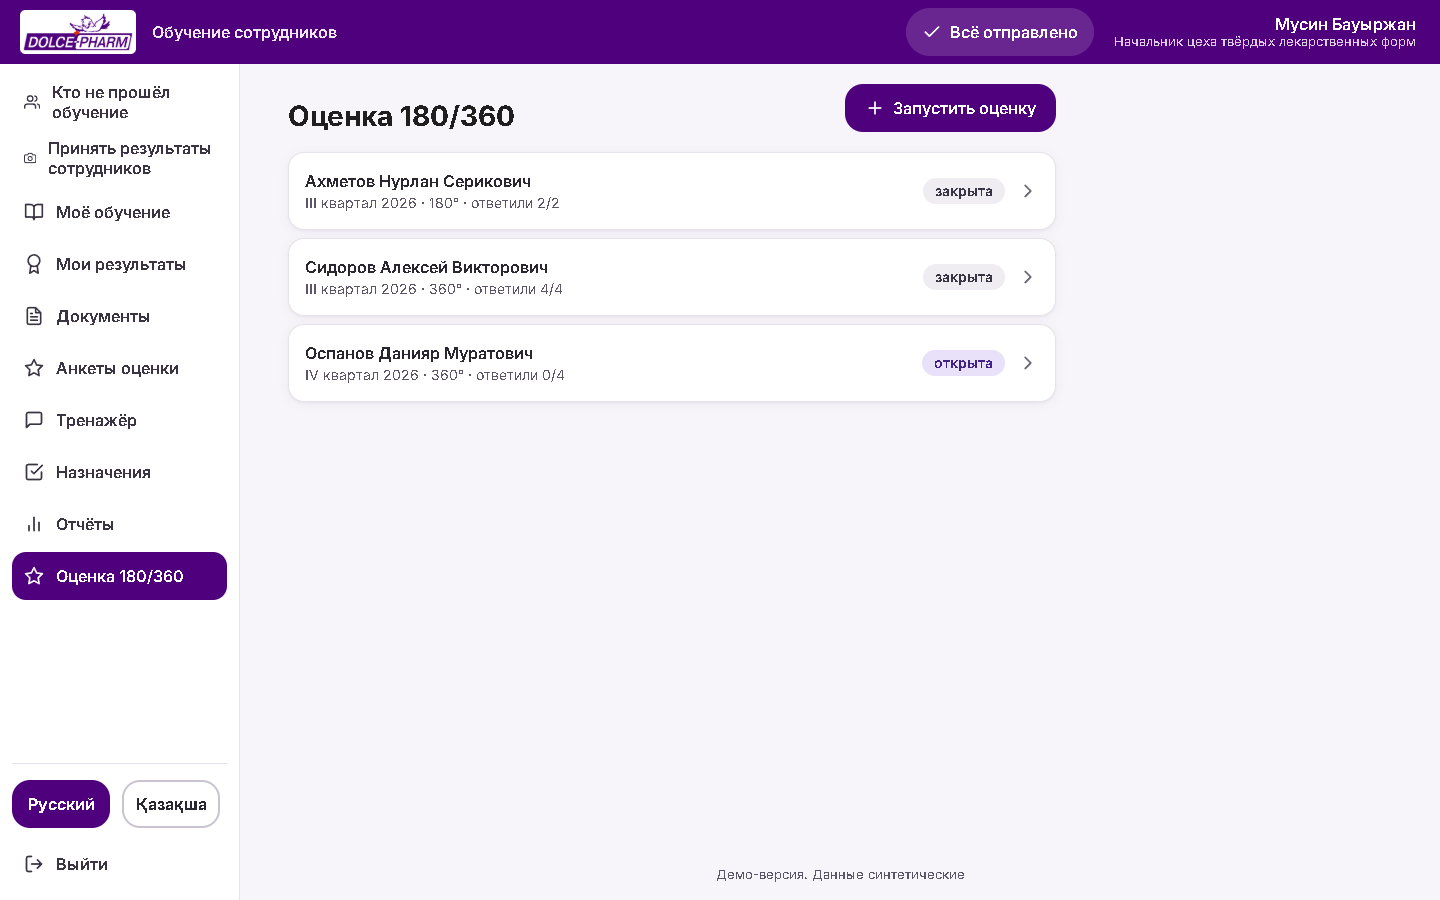 DOLCE-PHARM
Обучение сотрудников
Всё отправлено
Мусин Бауыржан
Начальник цеха твёрдых лекарственных форм
Кто не прошёл
обучение
Принять результаты
сотрудников
Моё обучение
Мои результаты
Документы
Анкеты оценки
Тренажёр
Назначения
Отчёты
Оценка 180/360
Русский
Қазақша
Выйти
Оценка 180/360
Запустить оценку
Ахметов Нурлан Серикович
III квартал 2026 · 180° · ответили 2/2
закрыта
Сидоров Алексей Викторович
III квартал 2026 · 360° · ответили 4/4
закрыта
Оспанов Данияр Муратович
IV квартал 2026 · 360° · ответили 0/4
открыта
Демо-версия. Данные синтетические